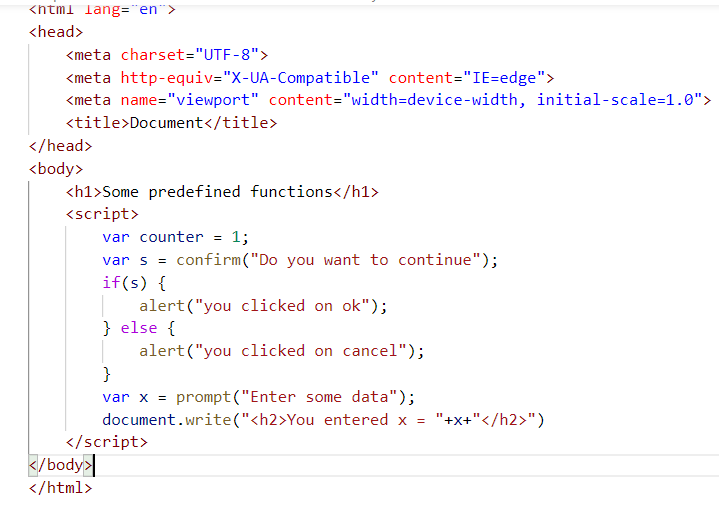 <html lang="en">
<head>
    <meta charset="UTF-8">
    <meta http-equiv="X-UA-Compatible" content="IE=edge">
    <meta name="viewport" content="width=device-width, initial-scale=1.0">
    <title>Document</title>
</head>
<body>
    <h1>Some predefined functions</h1>
    <script>
        var counter = 1;
        var s = confirm("Do you want to continue");
        if(s) {
            alert("you clicked on ok");
        } else {
            alert("you clicked on cancel");
        }
        var x = prompt("Enter some data");
        document.write("<h2>You entered x = "+x+"</h2>")
    </script>
</body>
</html>